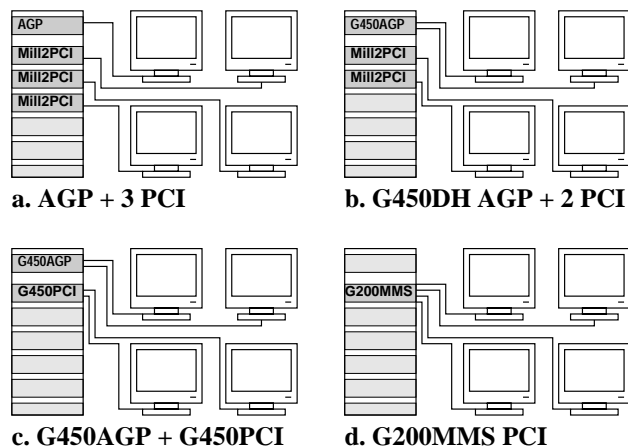 AGP
Mill2PCI
Mill2PCI
Mill2PCI
a. AGP + 3 PCI
G450AGP
Mill2PCI
Mill2PCI
b. G450DH AGP + 2 PCI
G450AGP
G450PCI
c. G450AGP + G450PCI
G200MMS
d. G200MMS PCI